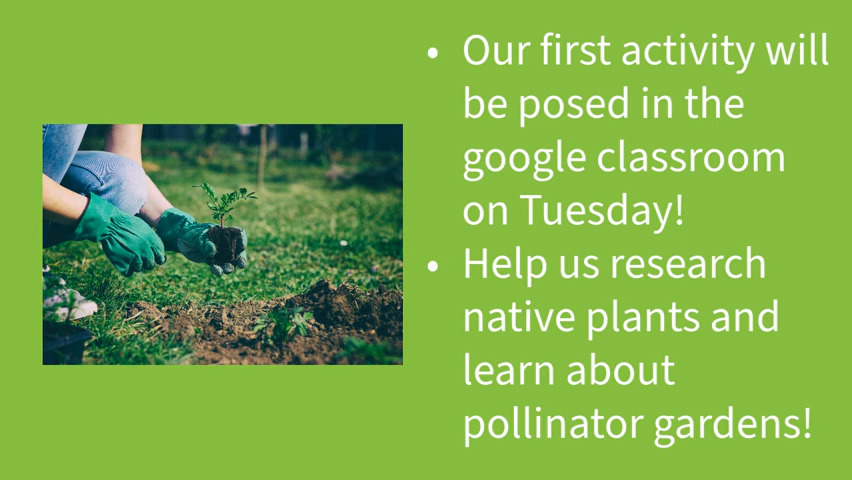 • Our first activity will
be posed in the
google classroom
on Tuesday!
• Help us research
native plants and
learn about
pollinator gardens!